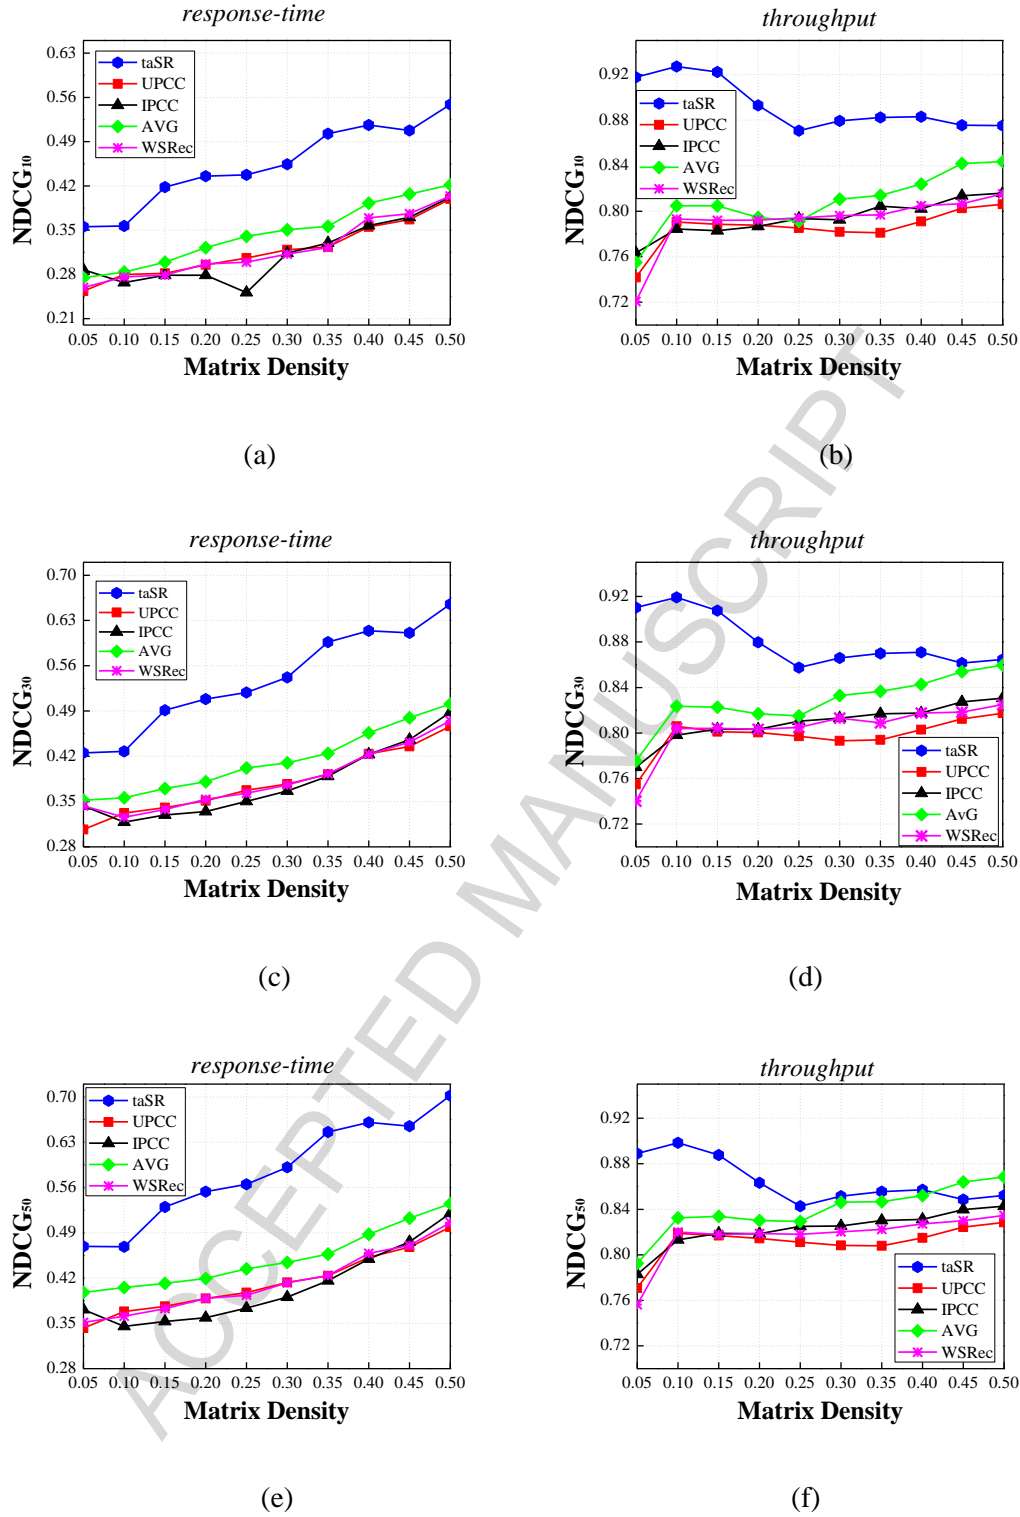 response-time
0.63
0.56
0.49
0.42
0.35
0.28
0.21
NDCG10
taSR
UPCC
IPCC
AVG
WSRec
0.05 0.10 0.15 0.20 0.25 0.30 0.35 0.40 0.45 0.50
Matrix Density
(a)
throughput
0.92
0.88
0.84
0.80
0.76
0.72
NDCG10
taSR
UPCC
IPCC
AVG
WSRec
0.05 0.10 0.15 0.20 0.25 0.30 0.35 0.40 0.45 0.50
Matrix Density
(b)
response-time
0.70
0.63
0.56
0.49
0.42
0.35
0.28
NDCG30
taSR
UPCC
IPCC
AVG
WSRec
0.05 0.10 0.15 0.20 0.25 0.30 0.35 0.40 0.45 0.50
Matrix Density
(c)
throughput
0.92
0.88
0.84
0.80
0.76
0.72
NDCG30
taSR
UPCC
IPCC
AvG
WSRec
0.05 0.10 0.15 0.20 0.25 0.30 0.35 0.40 0.45 0.50
Matrix Density
(d)
response-time
0.70
0.63
0.56
0.49
0.42
0.35
0.28
NDCG50
taSR
UPCC
IPCC
AVG
WSRec
0.05 0.10 0.15 0.20 0.25 0.30 0.35 0.40 0.45 0.50
Matrix Density
(e)
throughput
0.92
0.88
0.84
0.80
0.76
0.72
NDCG50
taSR
UPCC
IPCC
AVG
WSRec
0.05 0.10 0.15 0.20 0.25 0.30 0.35 0.40 0.45 0.50
Matrix Density
(f)
ACCEPTED MANUSCRIPT